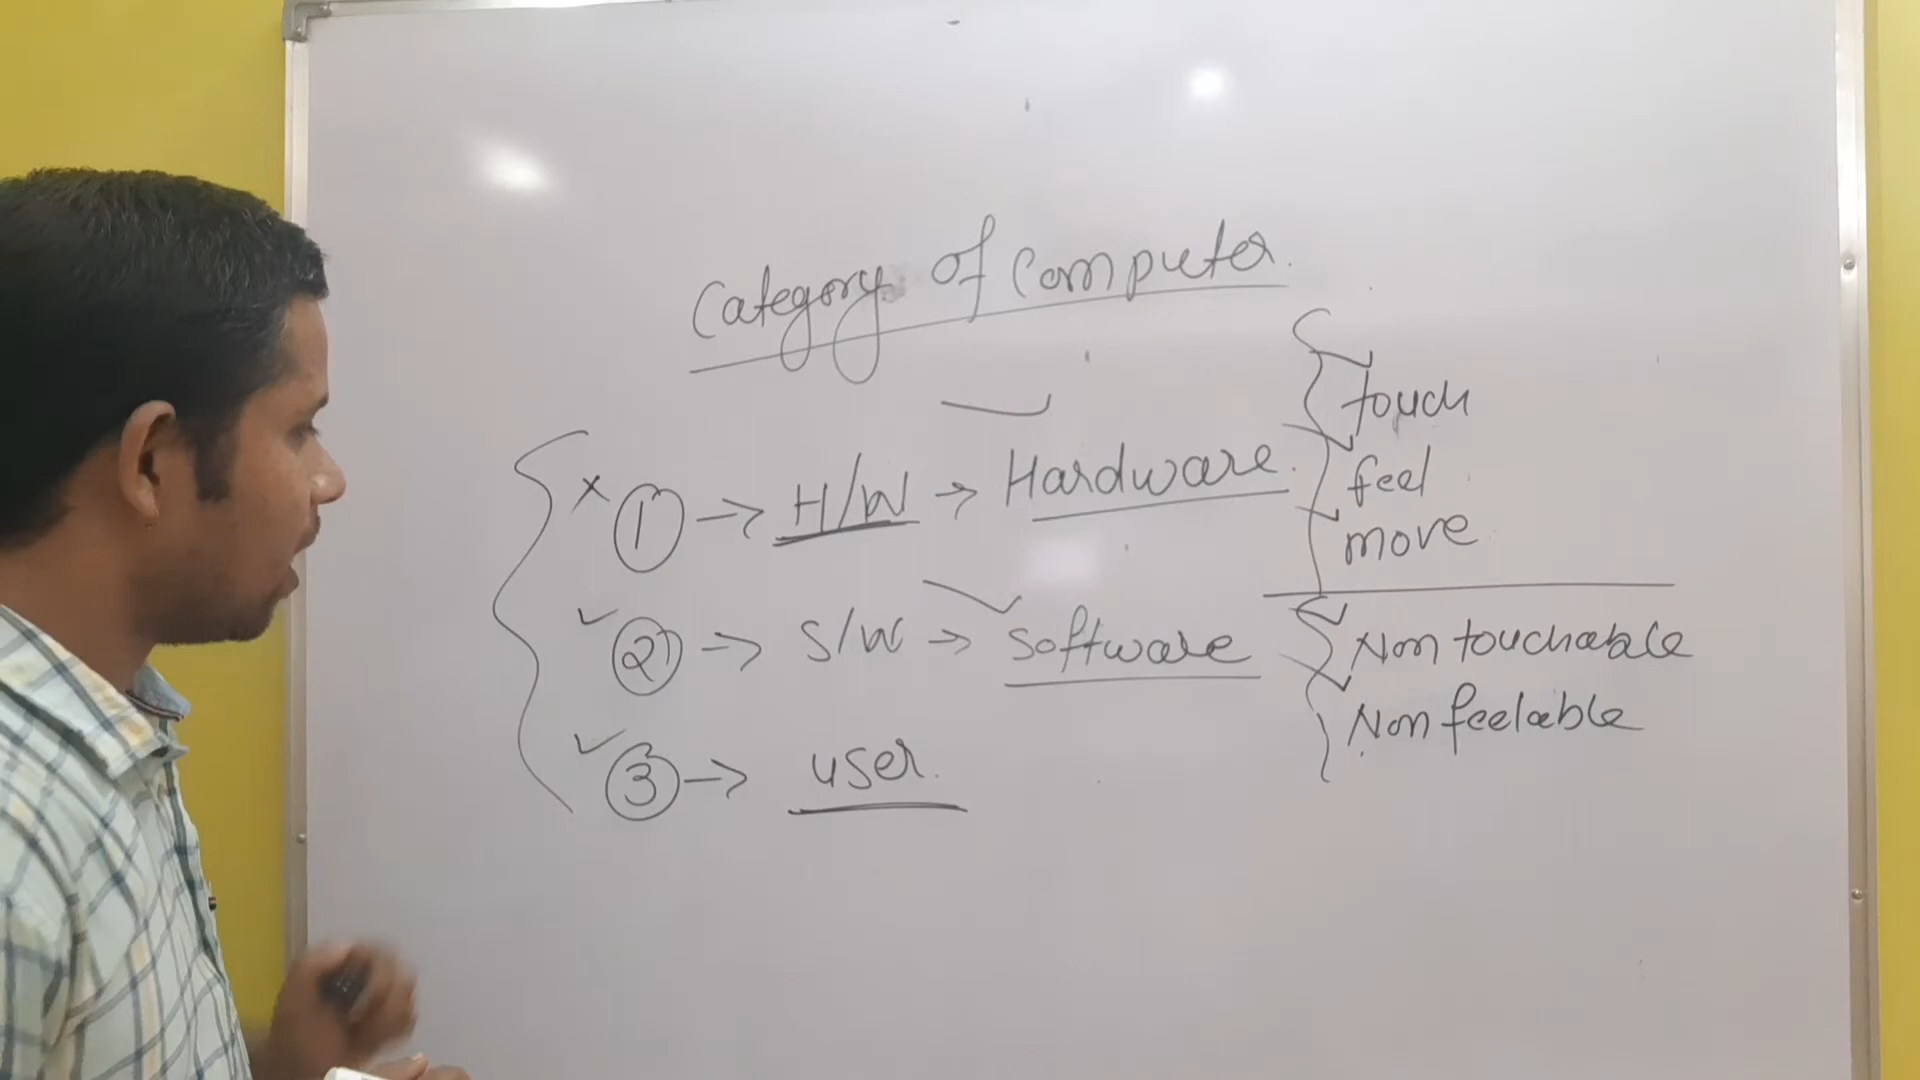 Category of Computer.
× ① → H/W → Hardware.
touch
feel
move
✓ ② → S/W → Software
Non touchable
Non feelable
✓ ③ → user.